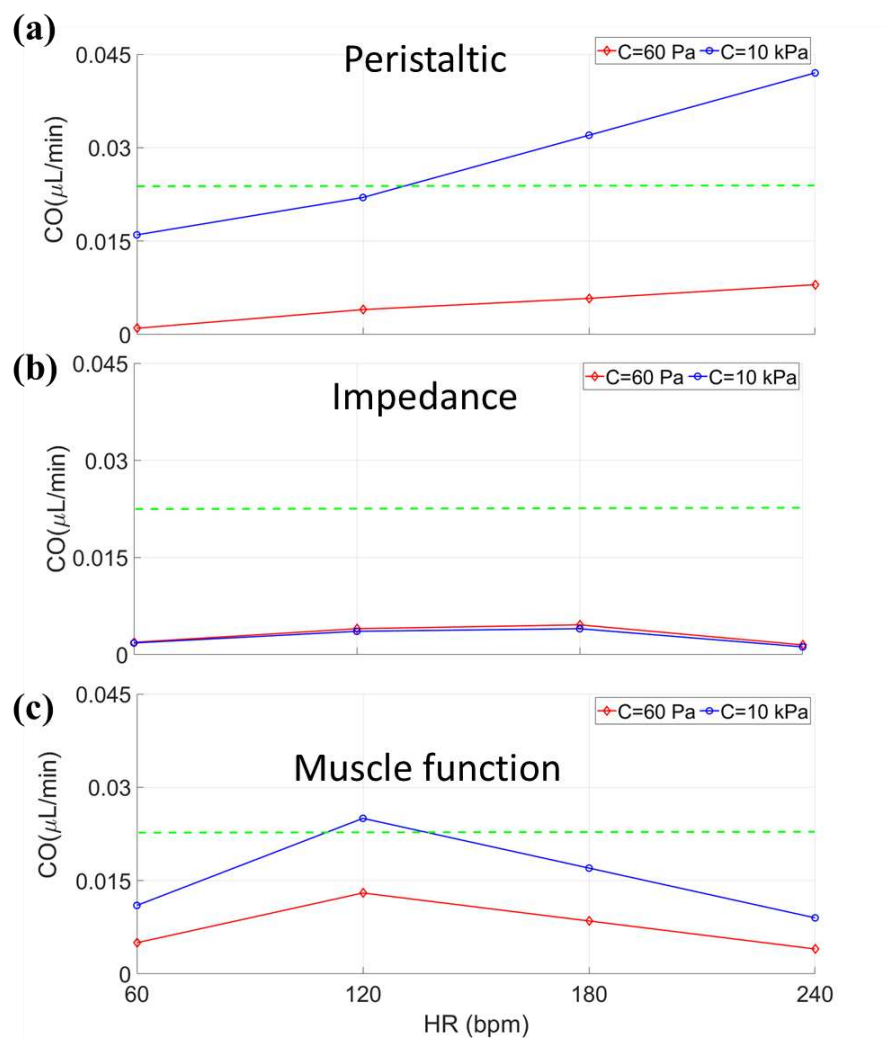 (a)
Peristaltic
C=60 Pa C=10 kPa
0.045
0.03
0.015
0
CO(μL/min)
(b)
Impedance
C=60 Pa C=10 kPa
0.045
0.03
0.015
0
CO(μL/min)
(c)
Muscle function
C=60 Pa C=10 kPa
0.045
0.03
0.015
0
CO(μL/min)
60 120 180 240
HR (bpm)